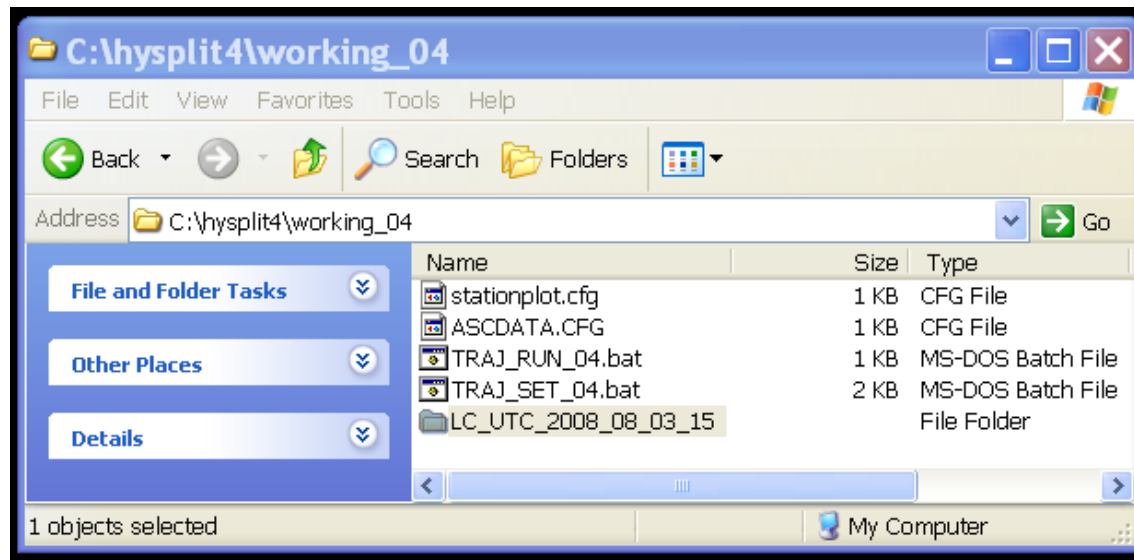 C:\hysplit4\working_04
File Edit View Favorites Tools Help
Back Search Folders
Address C:\hysplit4\working_04 Go
File and Folder Tasks
Other Places
Details
Name Size Type
stationplot.cfg 1 KB CFG File
ASCDATA.CFG 1 KB CFG File
TRAJ_RUN_04.bat 1 KB MS-DOS Batch File
TRAJ_SET_04.bat 2 KB MS-DOS Batch File
LC_UTC_2008_08_03_15 File Folder
1 objects selected My Computer